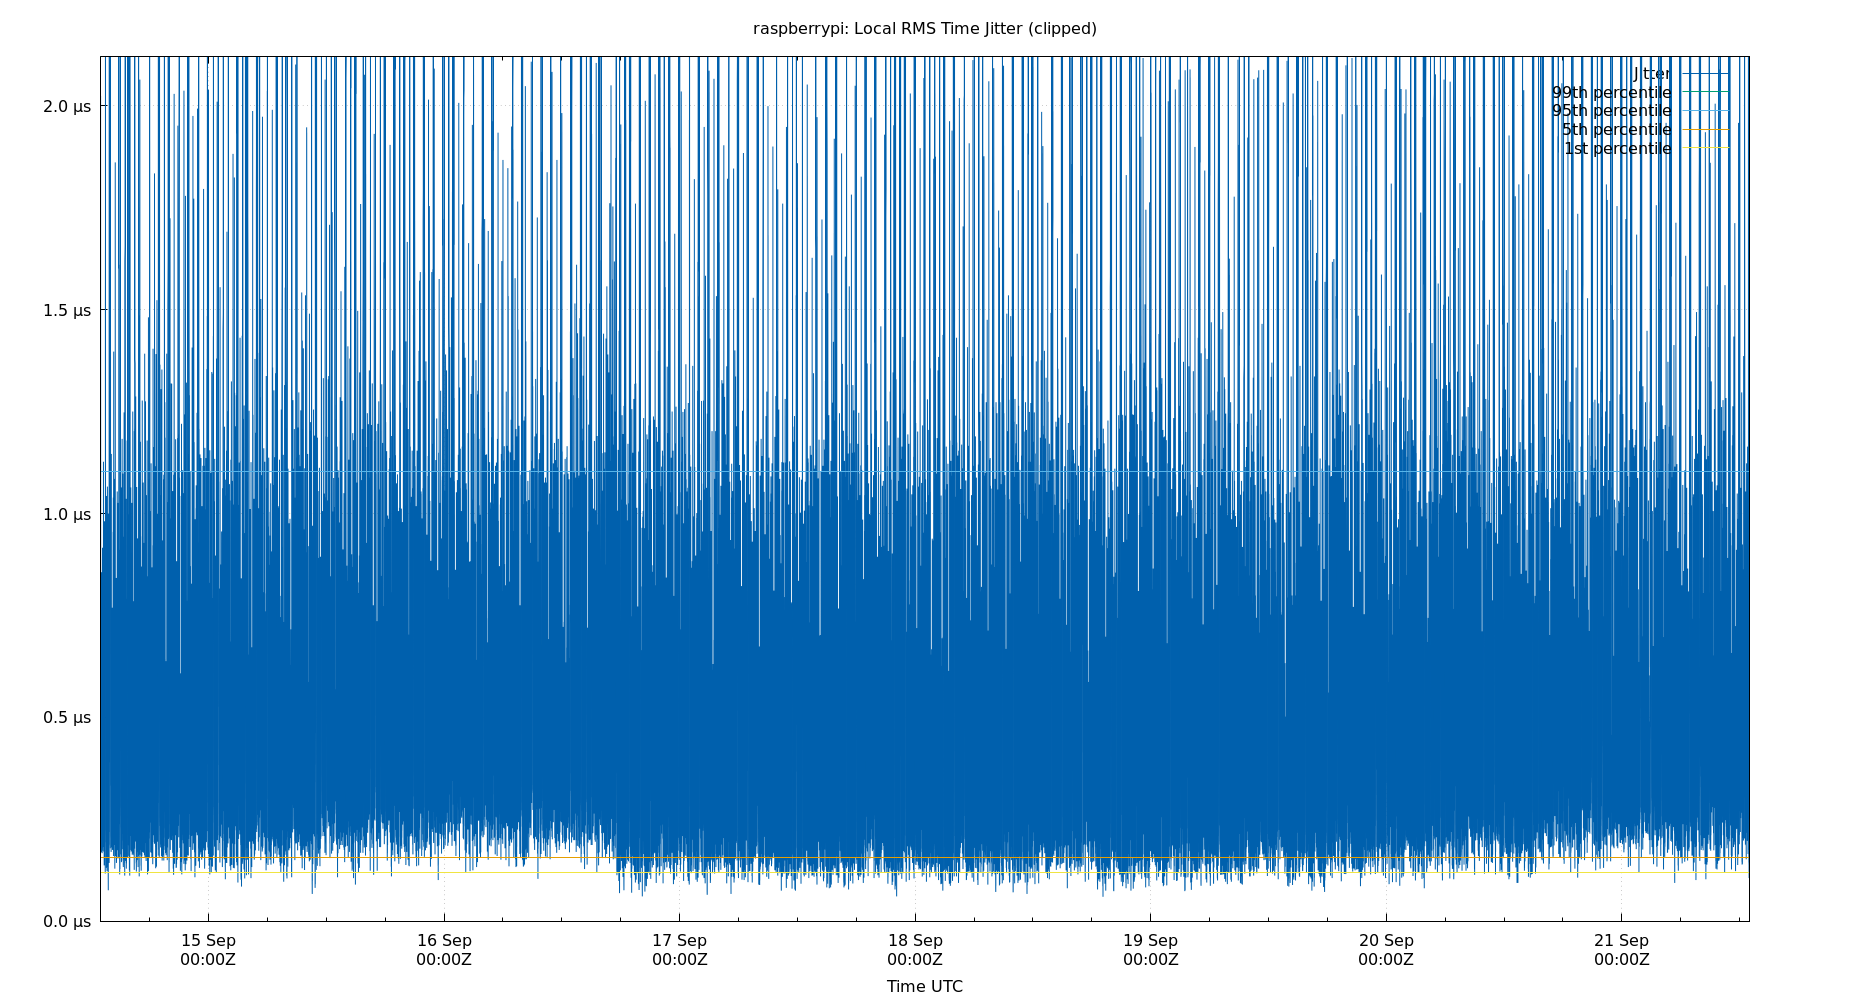 raspberrypi: Local RMS Time Jitter (clipped)
Jitter
99th percentile
95th percentile
5th percentile
1st percentile
2.0 µs
1.5 µs
1.0 µs
0.5 µs
0.0 µs
15 Sep 16 Sep 17 Sep 18 Sep 19 Sep 20 Sep 21 Sep
00:00Z 00:00Z 00:00Z 00:00Z 00:00Z 00:00Z 00:00Z
Time UTC